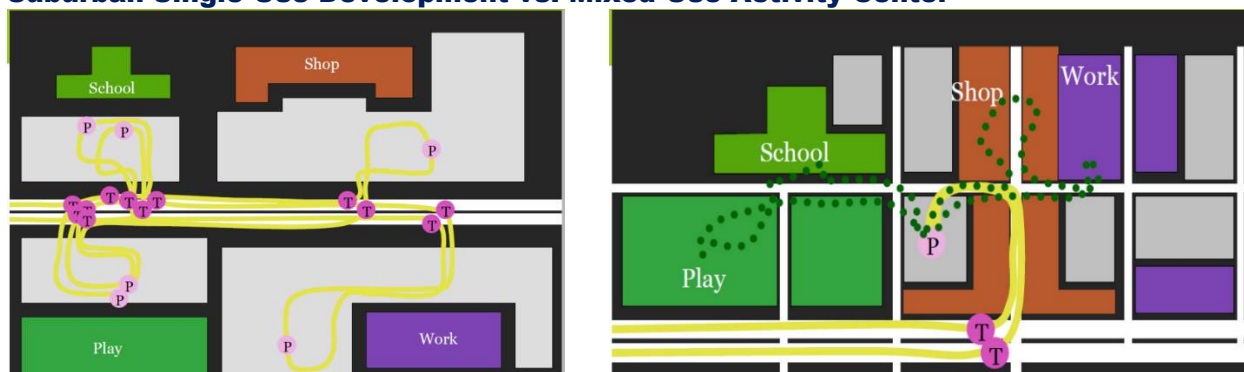 Suburban Single-Use Development vs. Mixed-Use Activity Center
Shop
School
P
P
P
T
T
T
T
T
T
T
T
T
T
T
T
P
P
P
Work
Play
Work
Shop
School
P
Play
T
T